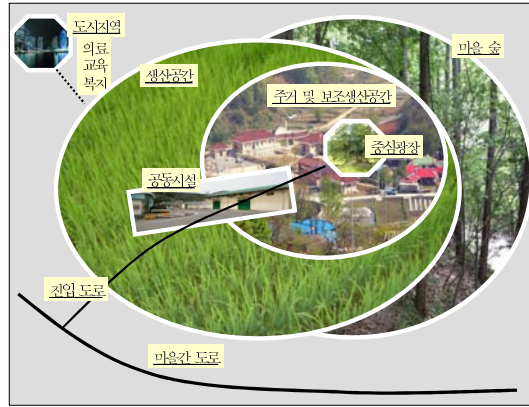 도시지역
의료
교육
복지
마을 숲
생산공간
주거 및 보조생산공간
중심광장
공동시설
진입 도로
마을간 도로